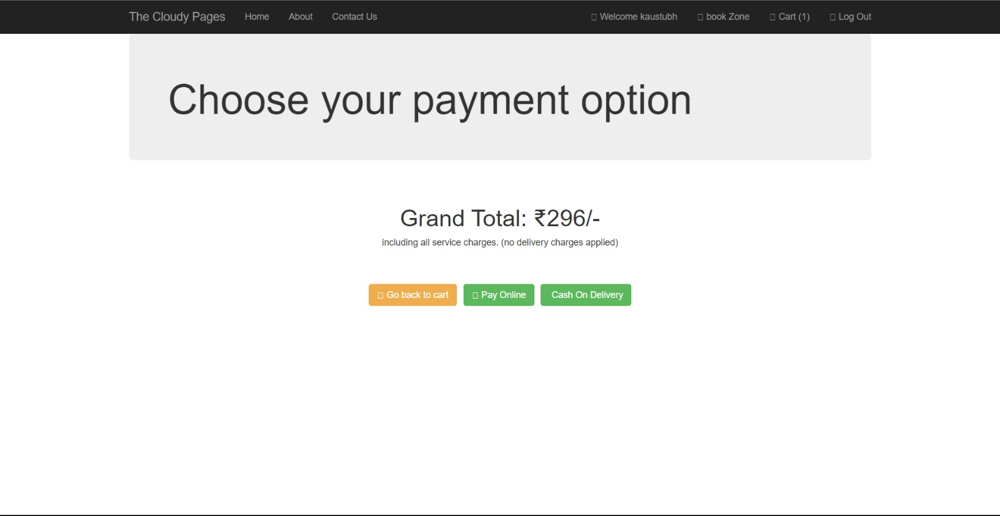 The Cloudy Pages Home About Contact Us Welcome kaustubh book Zone Cart (1) Log Out
Choose your payment option
Grand Total: ₹296/-
including all service charges. (no delivery charges applied)
Go back to cart Pay Online Cash On Delivery